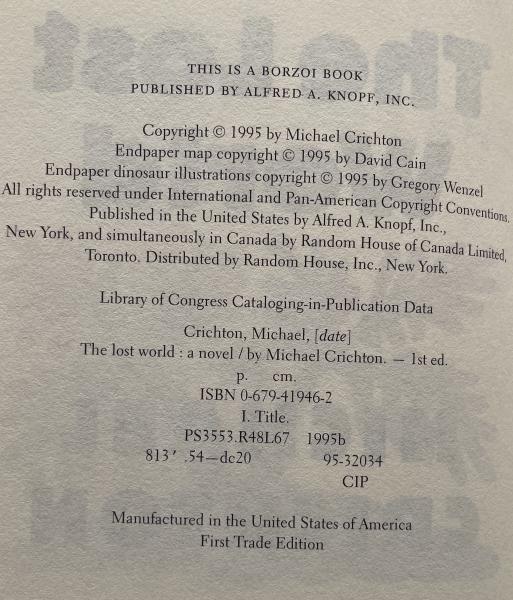 THIS IS A BORZOI BOOK
PUBLISHED BY ALFRED A. KNOPF, INC.
Copyright © 1995 by Michael Crichton
Endpaper map copyright © 1995 by David Cain
Endpaper dinosaur illustrations copyright © 1995 by Gregory Wenzel
All rights reserved under International and Pan-American Copyright Conventions.
Published in the United States by Alfred A. Knopf, Inc.,
New York, and simultaneously in Canada by Random House of Canada Limited,
Toronto. Distributed by Random House, Inc., New York.
Library of Congress Cataloging-in-Publication Data
Crichton, Michael, [date]
The lost world : a novel / by Michael Crichton. — 1st ed.
p. cm.
ISBN 0-679-41946-2
I. Title.
PS3553.R48L67 1995b
813′ .54—dc20 95-32034
CIP
Manufactured in the United States of America
First Trade Edition